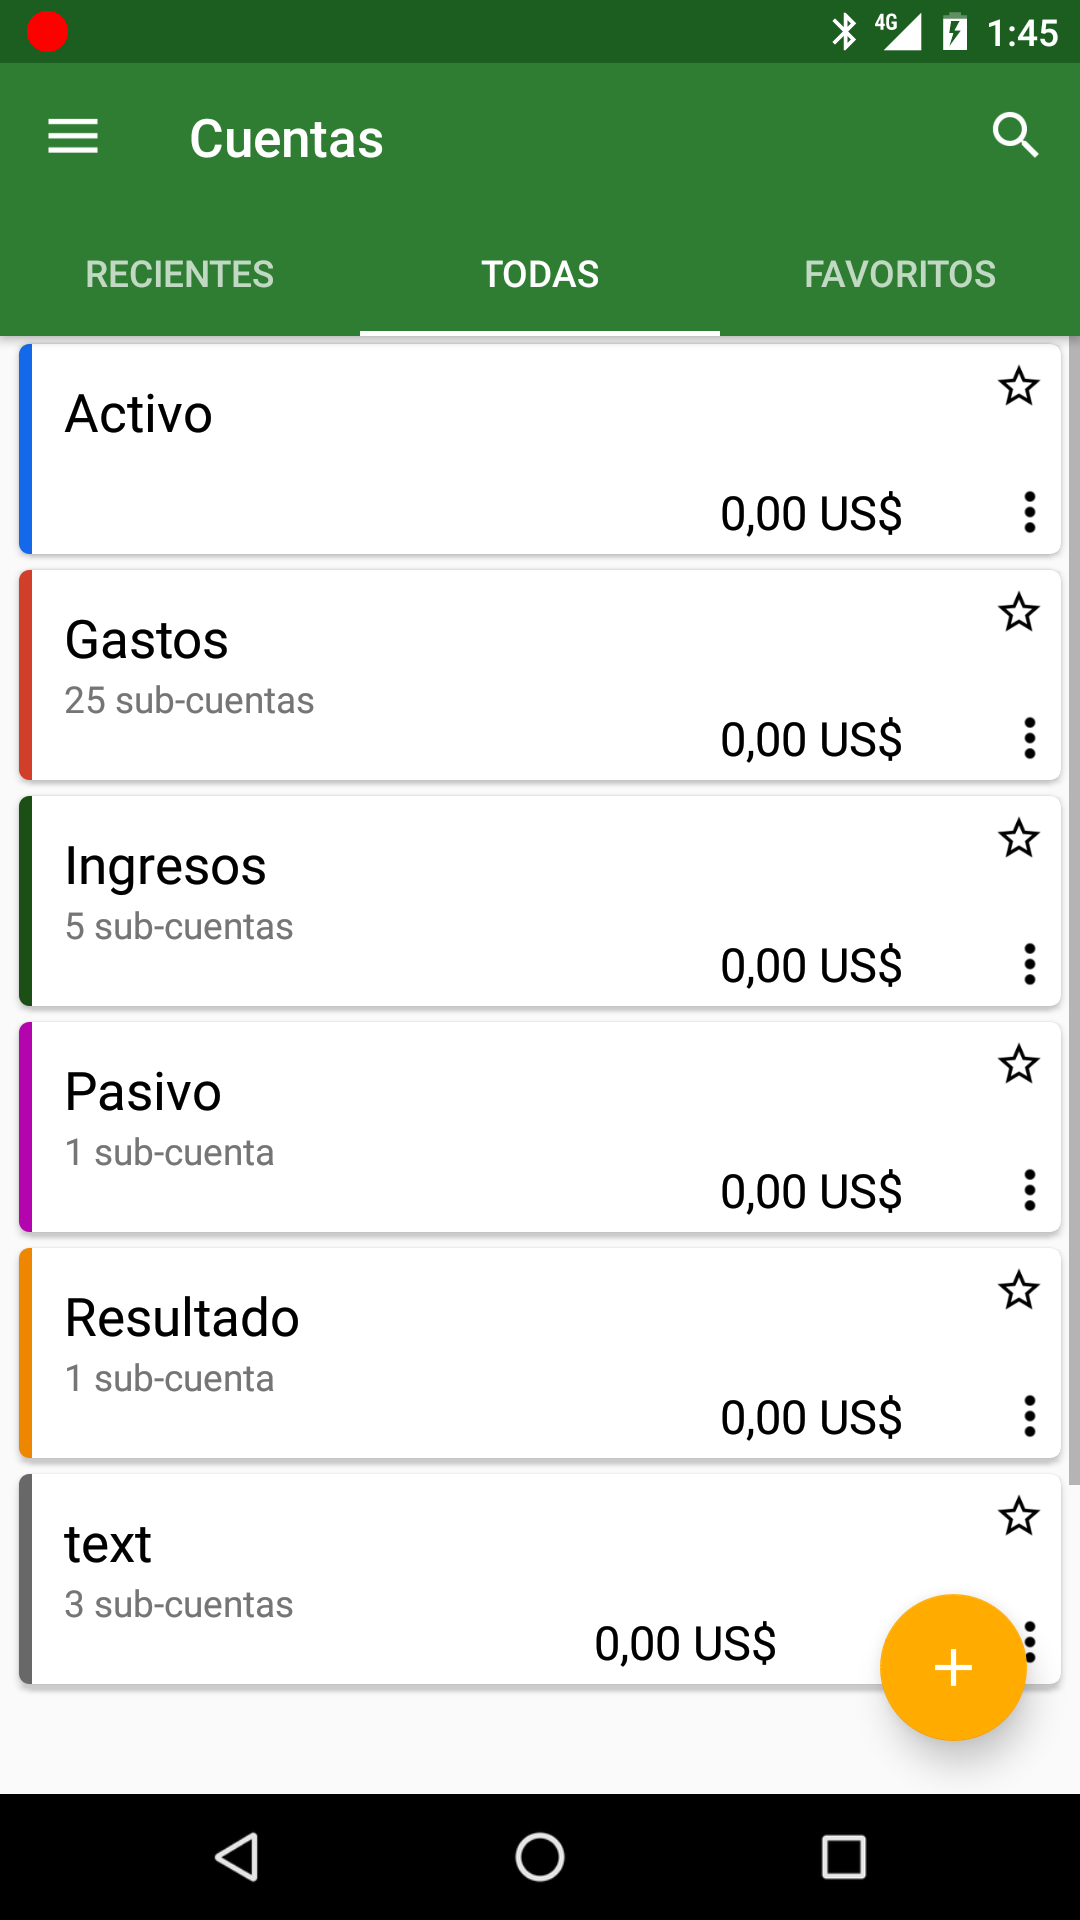 4G 1:45
Cuentas
RECIENTES TODAS FAVORITOS
Activo
0,00 US$
Gastos
25 sub-cuentas
0,00 US$
Ingresos
5 sub-cuentas
0,00 US$
Pasivo
1 sub-cuenta
0,00 US$
Resultado
1 sub-cuenta
0,00 US$
text
3 sub-cuentas
0,00 US$